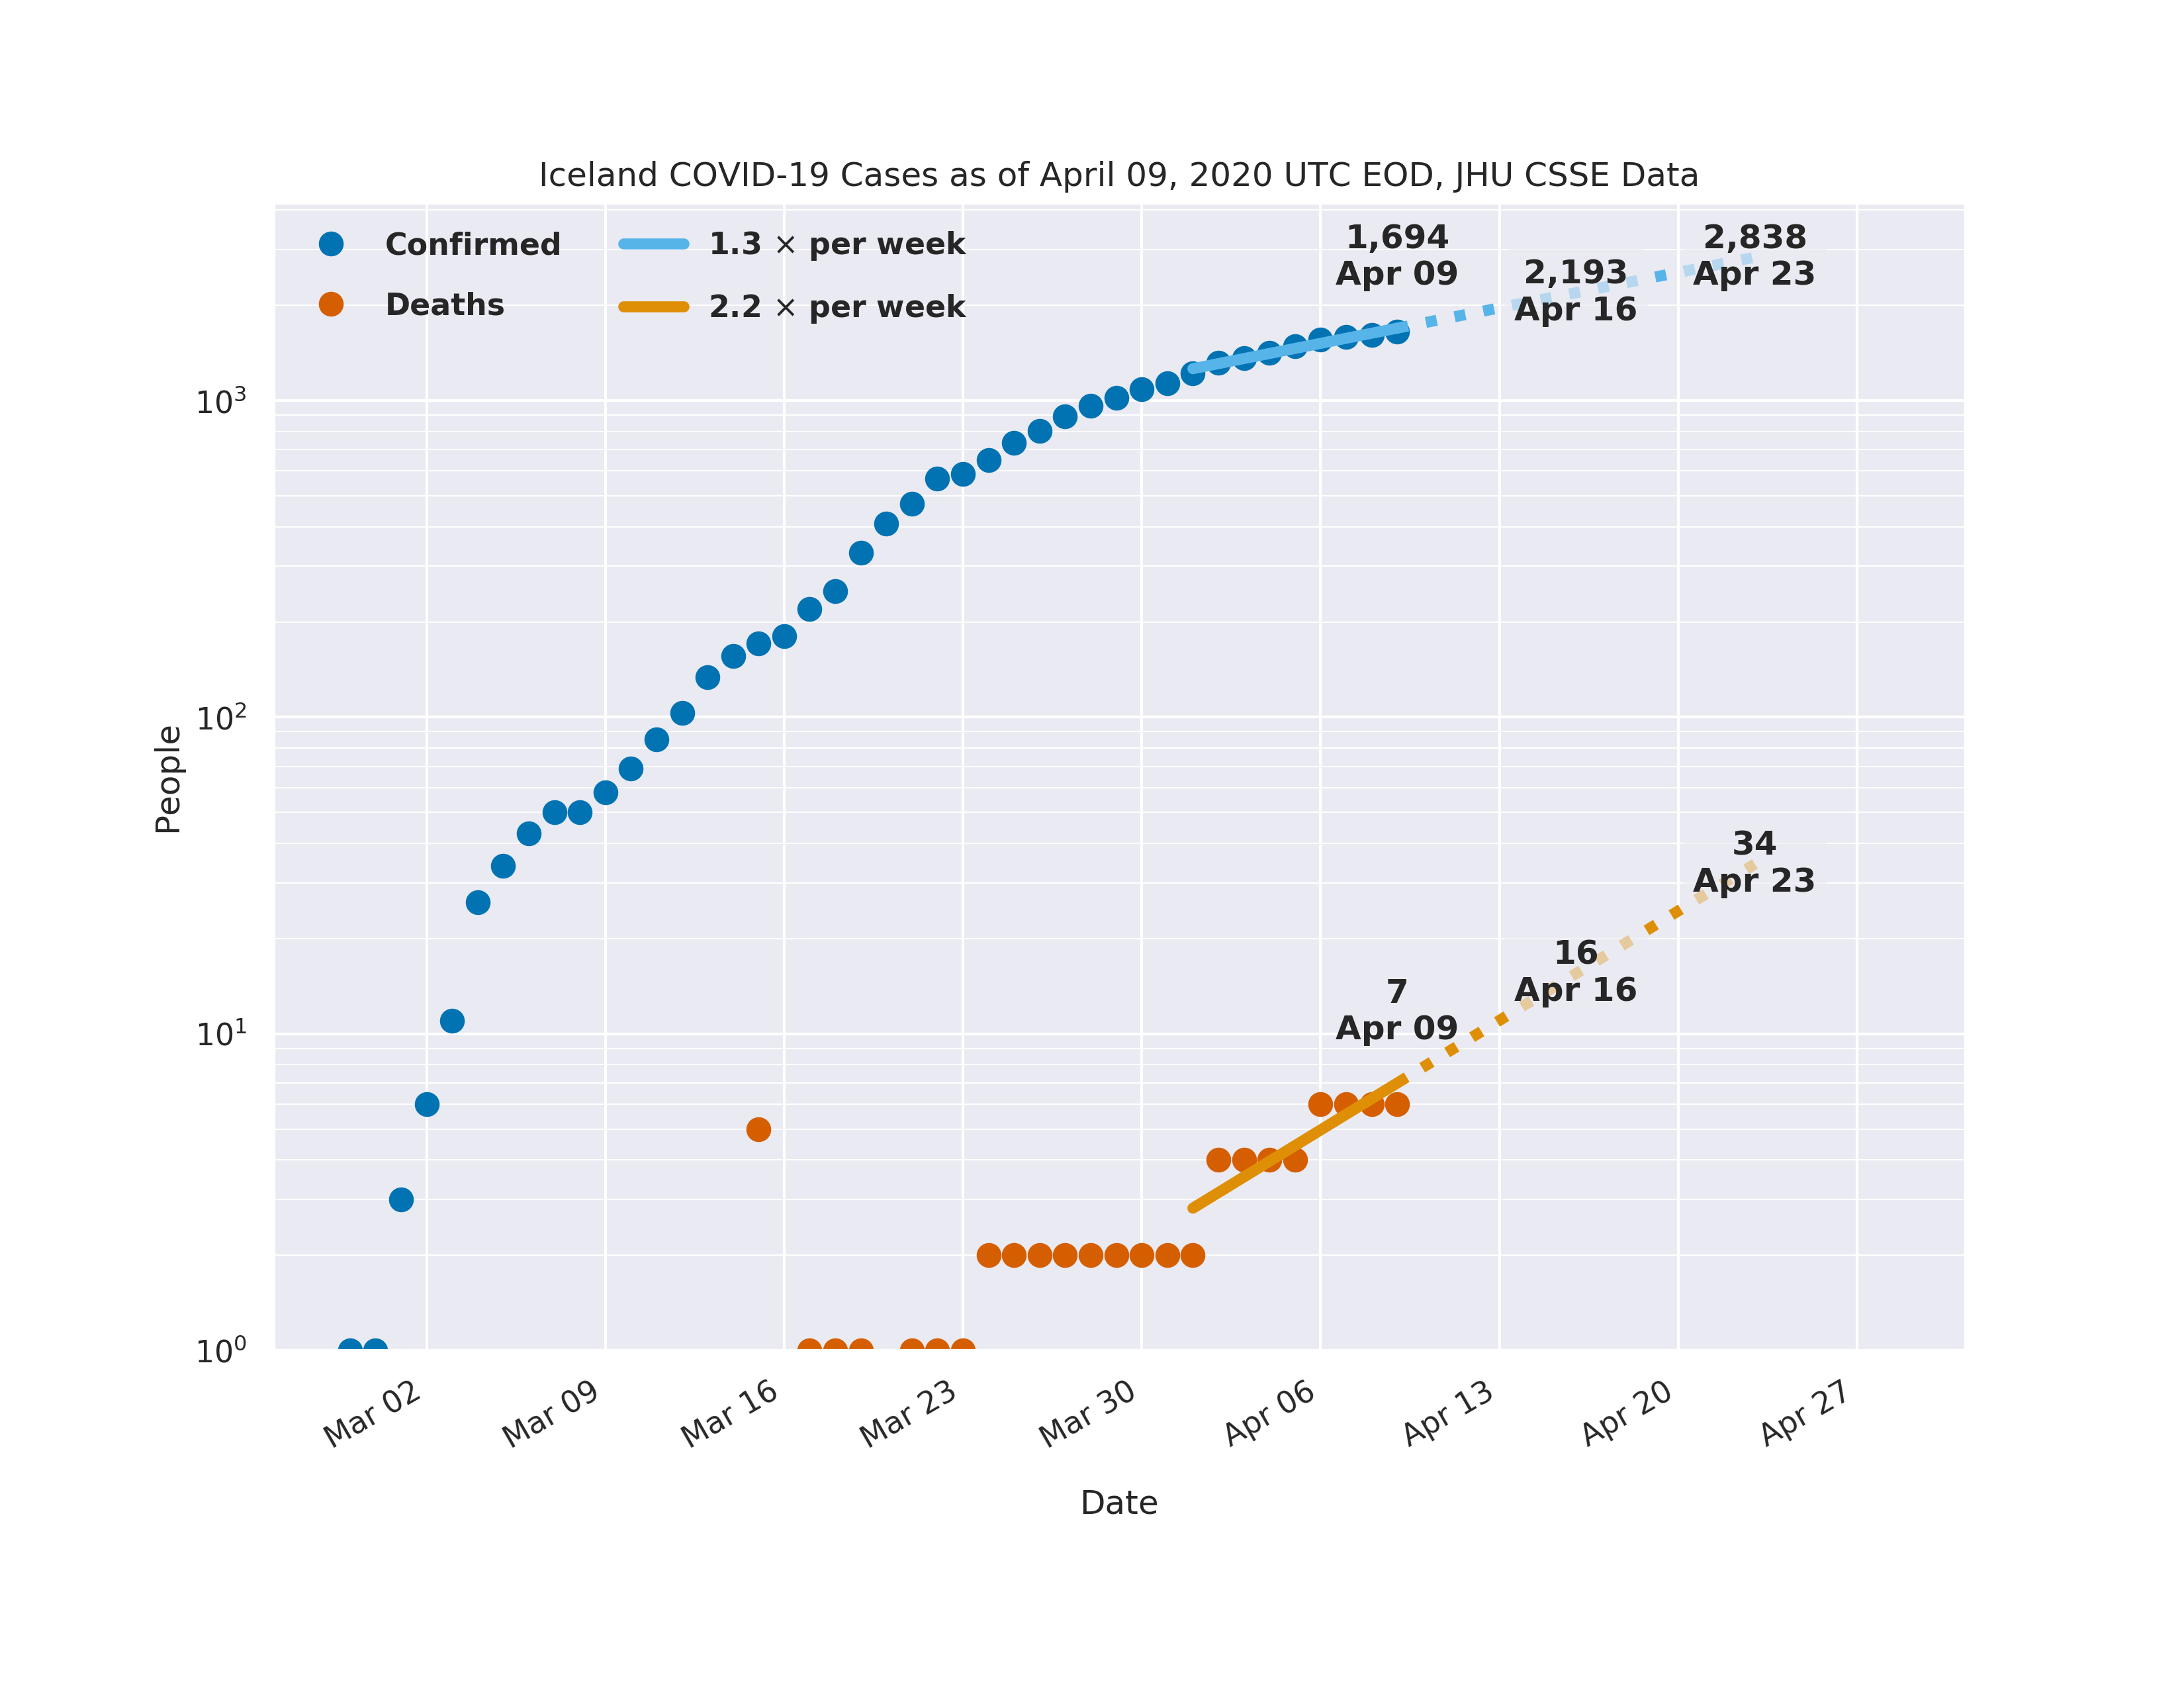 Iceland COVID-19 Cases as of April 09, 2020 UTC EOD, JHU CSSE Data
Confirmed
Deaths
1.3 × per week
2.2 × per week
1,694
Apr 09
2,193
Apr 16
2,838
Apr 23
34
Apr 23
16
Apr 16
7
Apr 09
People
10³
10²
10¹
10⁰
Mar 02
Mar 09
Mar 16
Mar 23
Mar 30
Apr 06
Apr 13
Apr 20
Apr 27
Date